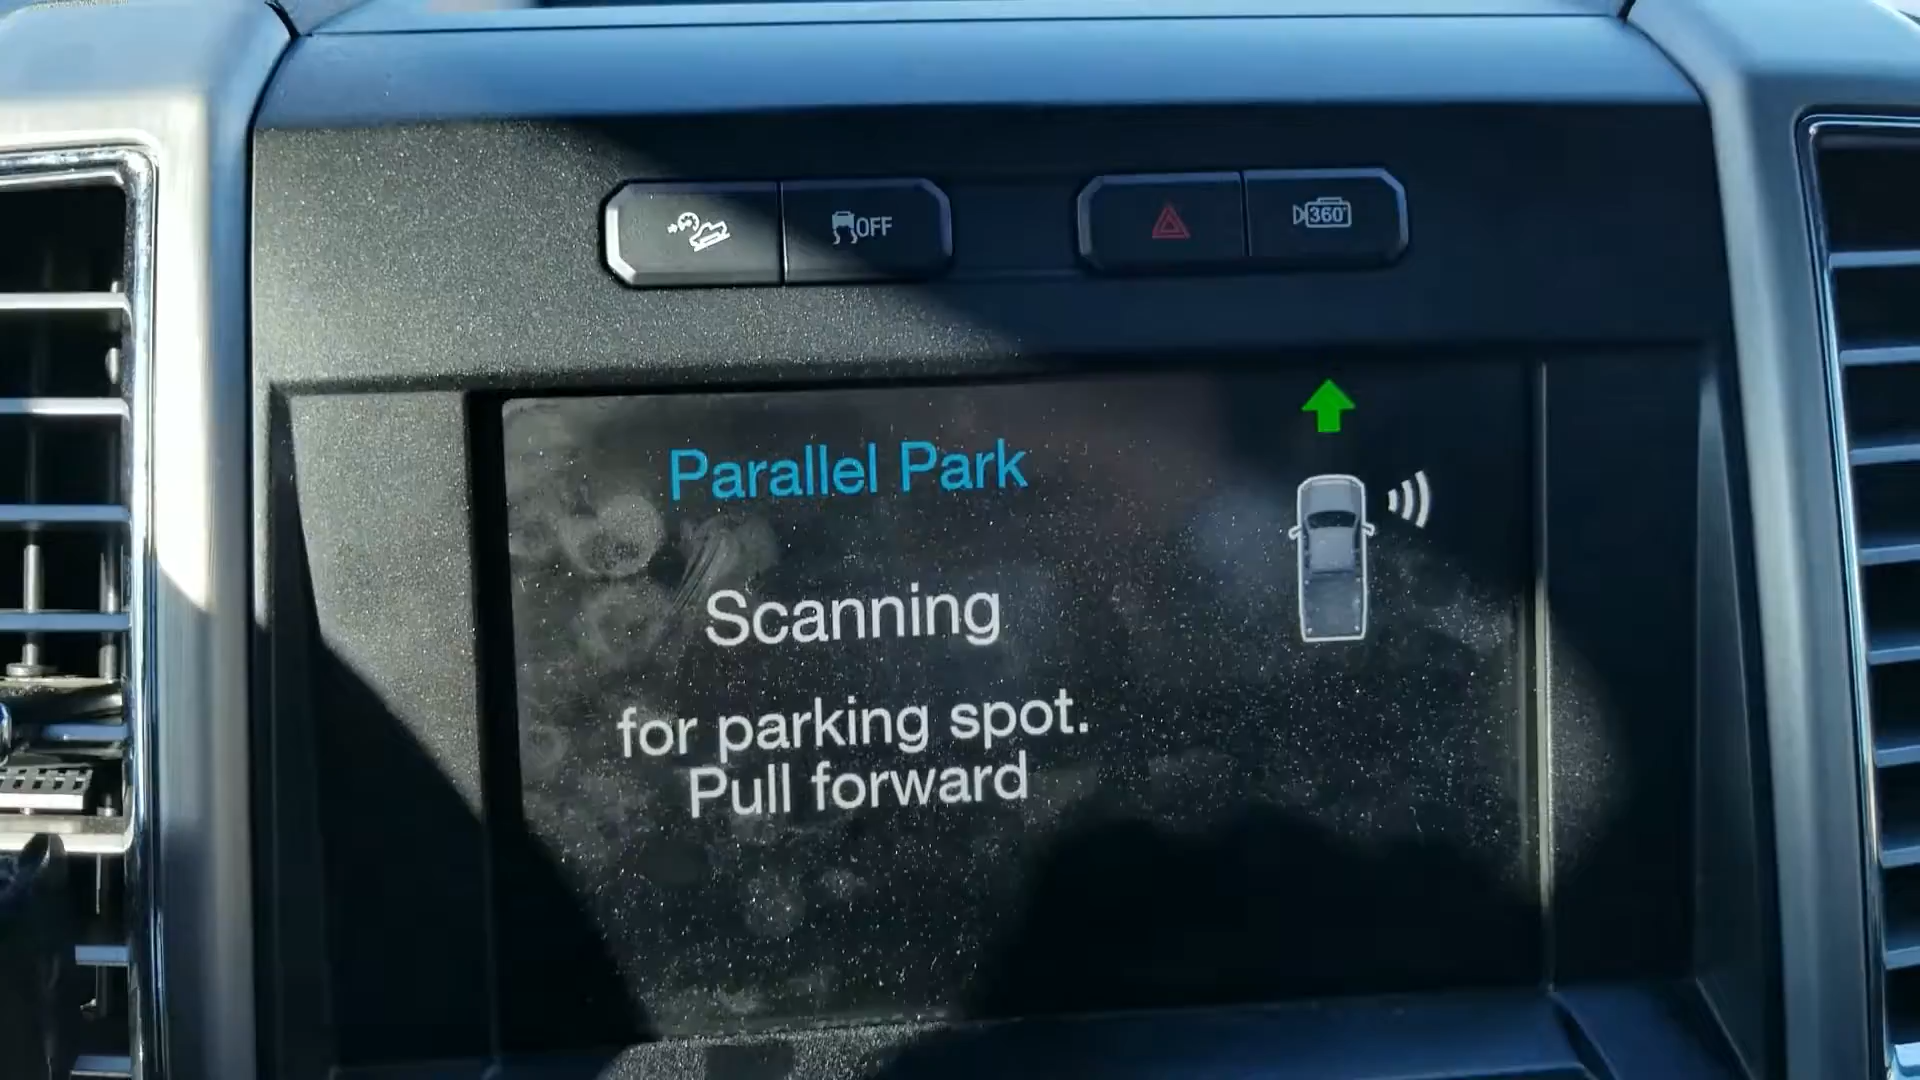 OFF
360°
Parallel Park
Scanning
for parking spot.
Pull forward